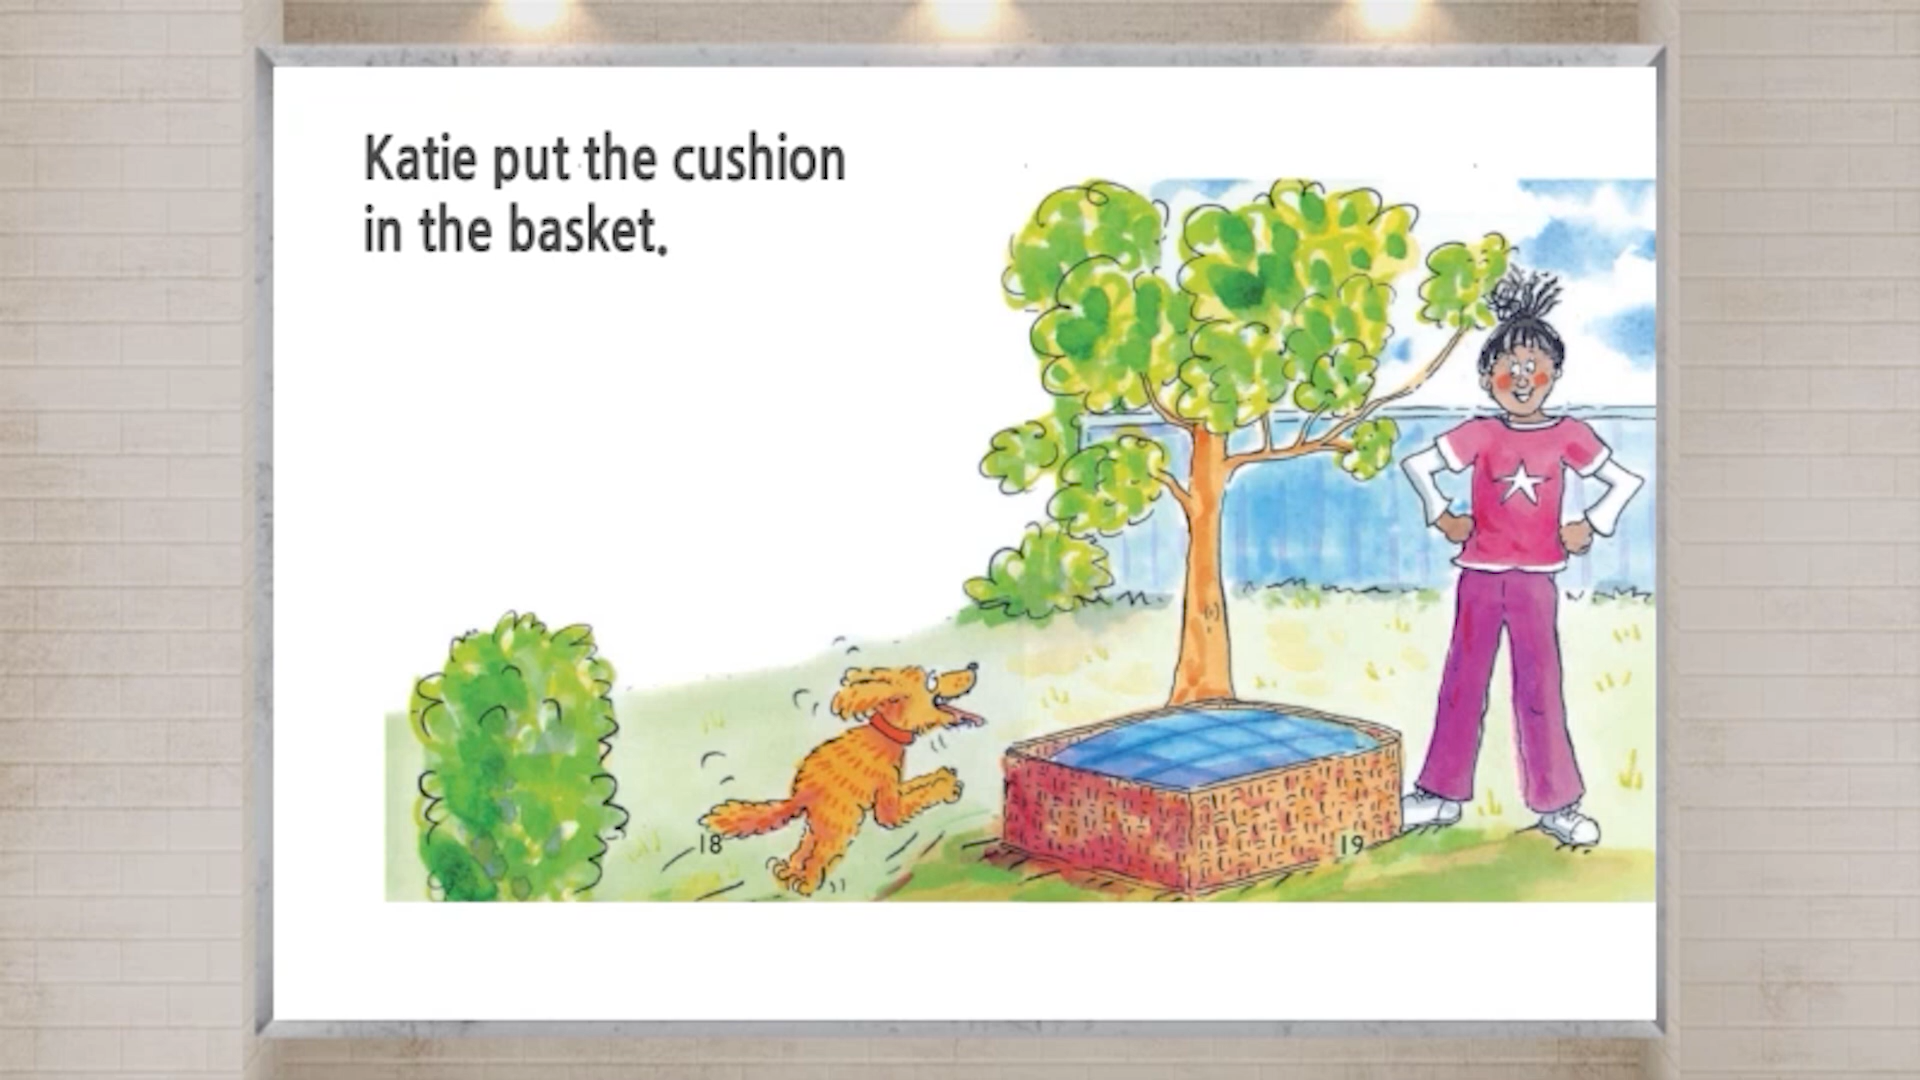 Katie put the cushion
in the basket.
18
19